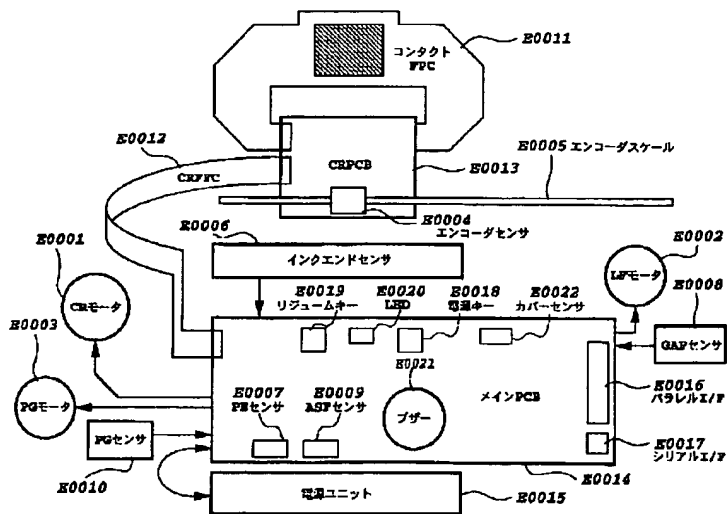 E0011
コンタクト
FPC
E0012
CRFFC
CRPCB
E0013
E0005 エンコーダスケール
E0004
エンコーダセンサ
E0006
インクエンドセンサ
E0001
CRモータ
E0002
LFモータ
E0003
PGモータ
E0008
GAPセンサ
E0019
リジュームキー
E0020
LED
E0018
電源キー
E0022
カバーセンサ
E0021
ブザー
メインPCB
E0007
PEセンサ
E0009
ASFセンサ
E0016
パラレルI/F
E0017
シリアルI/F
PGセンサ
E0010
E0014
電源ユニット
E0015